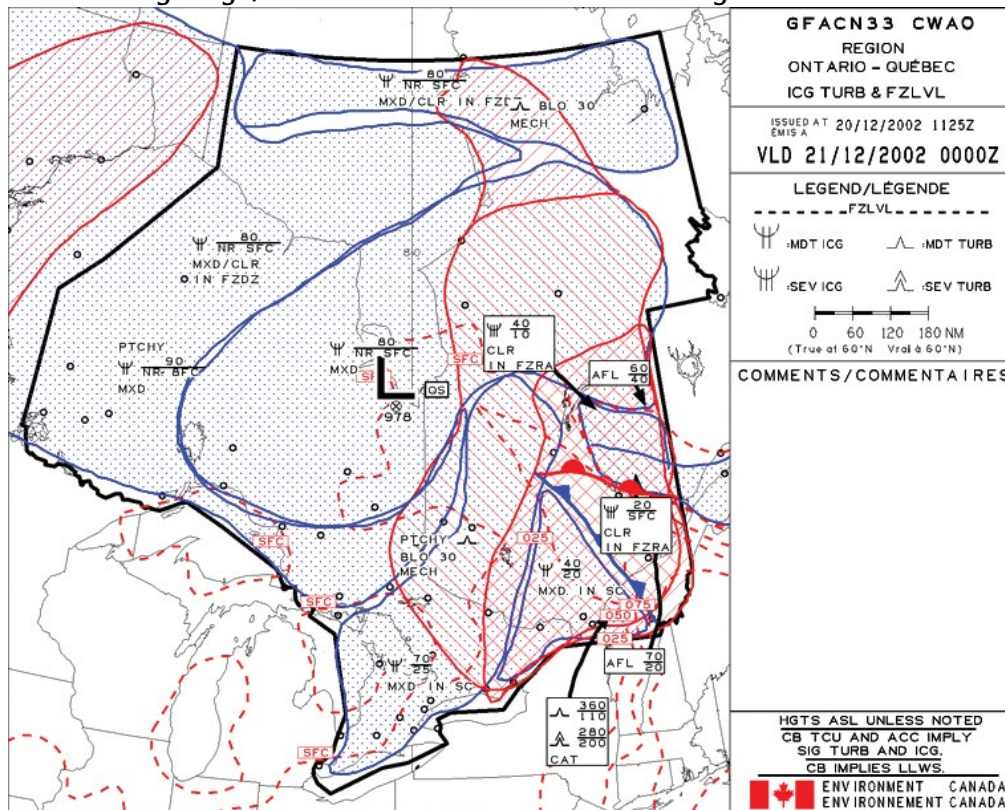 80
NR SFC
MXD/CLR IN FZDZ
BLO 30
MECH
80
NR SFC
MXD/CLR
IN FZDZ
80
PTCHY
90
NR SFC
MXD
80
NR SFC
MXD
SFC
QS
978
40
10
CLR
IN FZRA
AFL 60
40
20
SFC
CLR
IN FZRA
025
PTCHY
BLO 30
MECH
40
20
MXD IN SC
SFC
SFC
075
050
025
AFL 70
20
70
25
MXD IN SC
360
110
280
200
CAT
SFC
GFACN33 CWAO
REGION
ONTARIO - QUÉBEC
ICG TURB & FZLVL
ISSUED AT 20/12/2002 1125Z
ÉMIS A
VLD 21/12/2002 0000Z
LEGEND/LÉGENDE
FZLVL
:MDT ICG :MDT TURB
:SEV ICG :SEV TURB
0 60 120 180 NM
(True at 60°N Vrai à 60°N)
COMMENTS/COMMENTAIRES
HGTS ASL UNLESS NOTED
CB TCU AND ACC IMPLY
SIG TURB AND ICG.
CB IMPLIES LLWS.
ENVIRONMENT CANADA
ENVIRONNEMENT CANADA